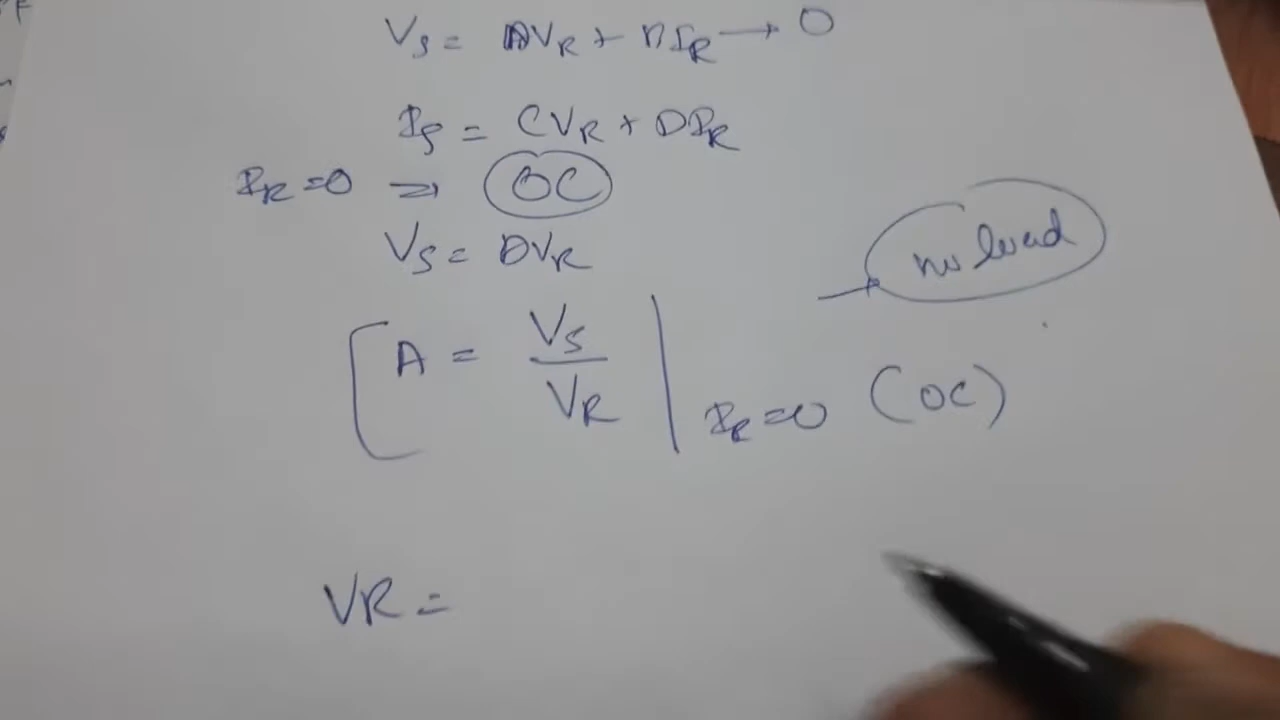 VS = AVR + BIR → 0
IS = CVR + DIR
IR = 0 ⇒ OC
VS = AVR
no load
A = VS / VR | IR = 0 (OC)
VR =